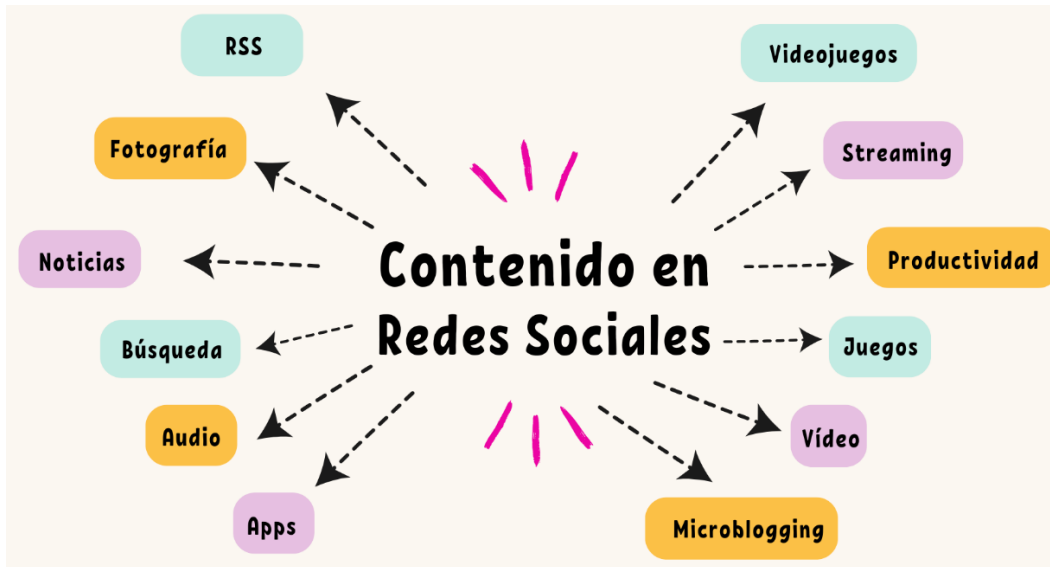 RSS
Videojuegos
Fotografía
Streaming
Noticias
Contenido en
Redes Sociales
Productividad
Búsqueda
Juegos
Audio
Vídeo
Apps
Microblogging